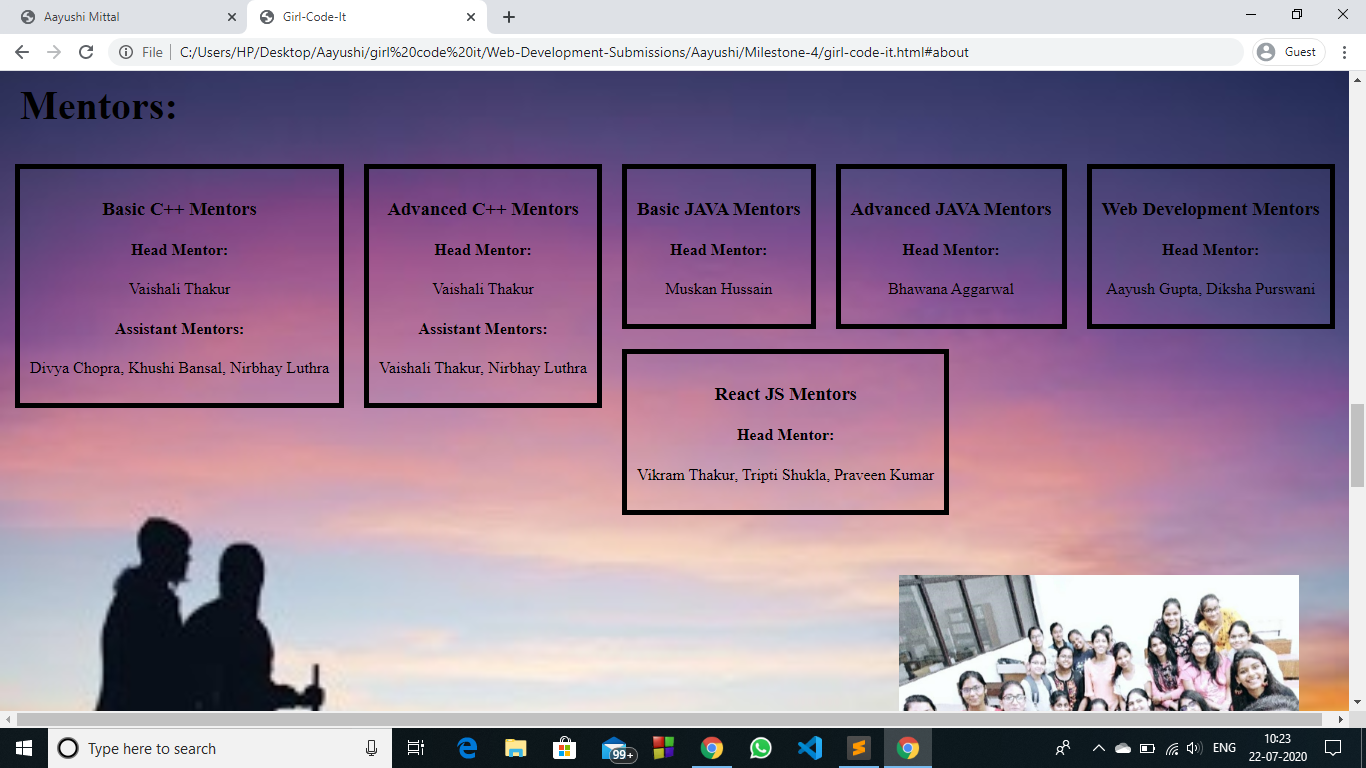 Aayushi Mittal
Girl-Code-It
File
C:/Users/HP/Desktop/Aayushi/girl%20code%20it/Web-Development-Submissions/Aayushi/Milestone-4/girl-code-it.html#about
Guest
Mentors:
Basic C++ Mentors
Head Mentor:
Vaishali Thakur
Assistant Mentors:
Divya Chopra, Khushi Bansal, Nirbhay Luthra
Advanced C++ Mentors
Head Mentor:
Vaishali Thakur
Assistant Mentors:
Vaishali Thakur, Nirbhay Luthra
Basic JAVA Mentors
Head Mentor:
Muskan Hussain
Advanced JAVA Mentors
Head Mentor:
Bhawana Aggarwal
Web Development Mentors
Head Mentor:
Aayush Gupta, Diksha Purswani
React JS Mentors
Head Mentor:
Vikram Thakur, Tripti Shukla, Praveen Kumar
Type here to search
99+
ENG
10:23
22-07-2020